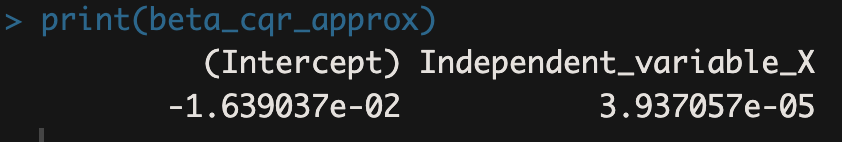 > print(beta_cqr_approx)
(Intercept) Independent_variable_X
-1.639037e-02 3.937057e-05